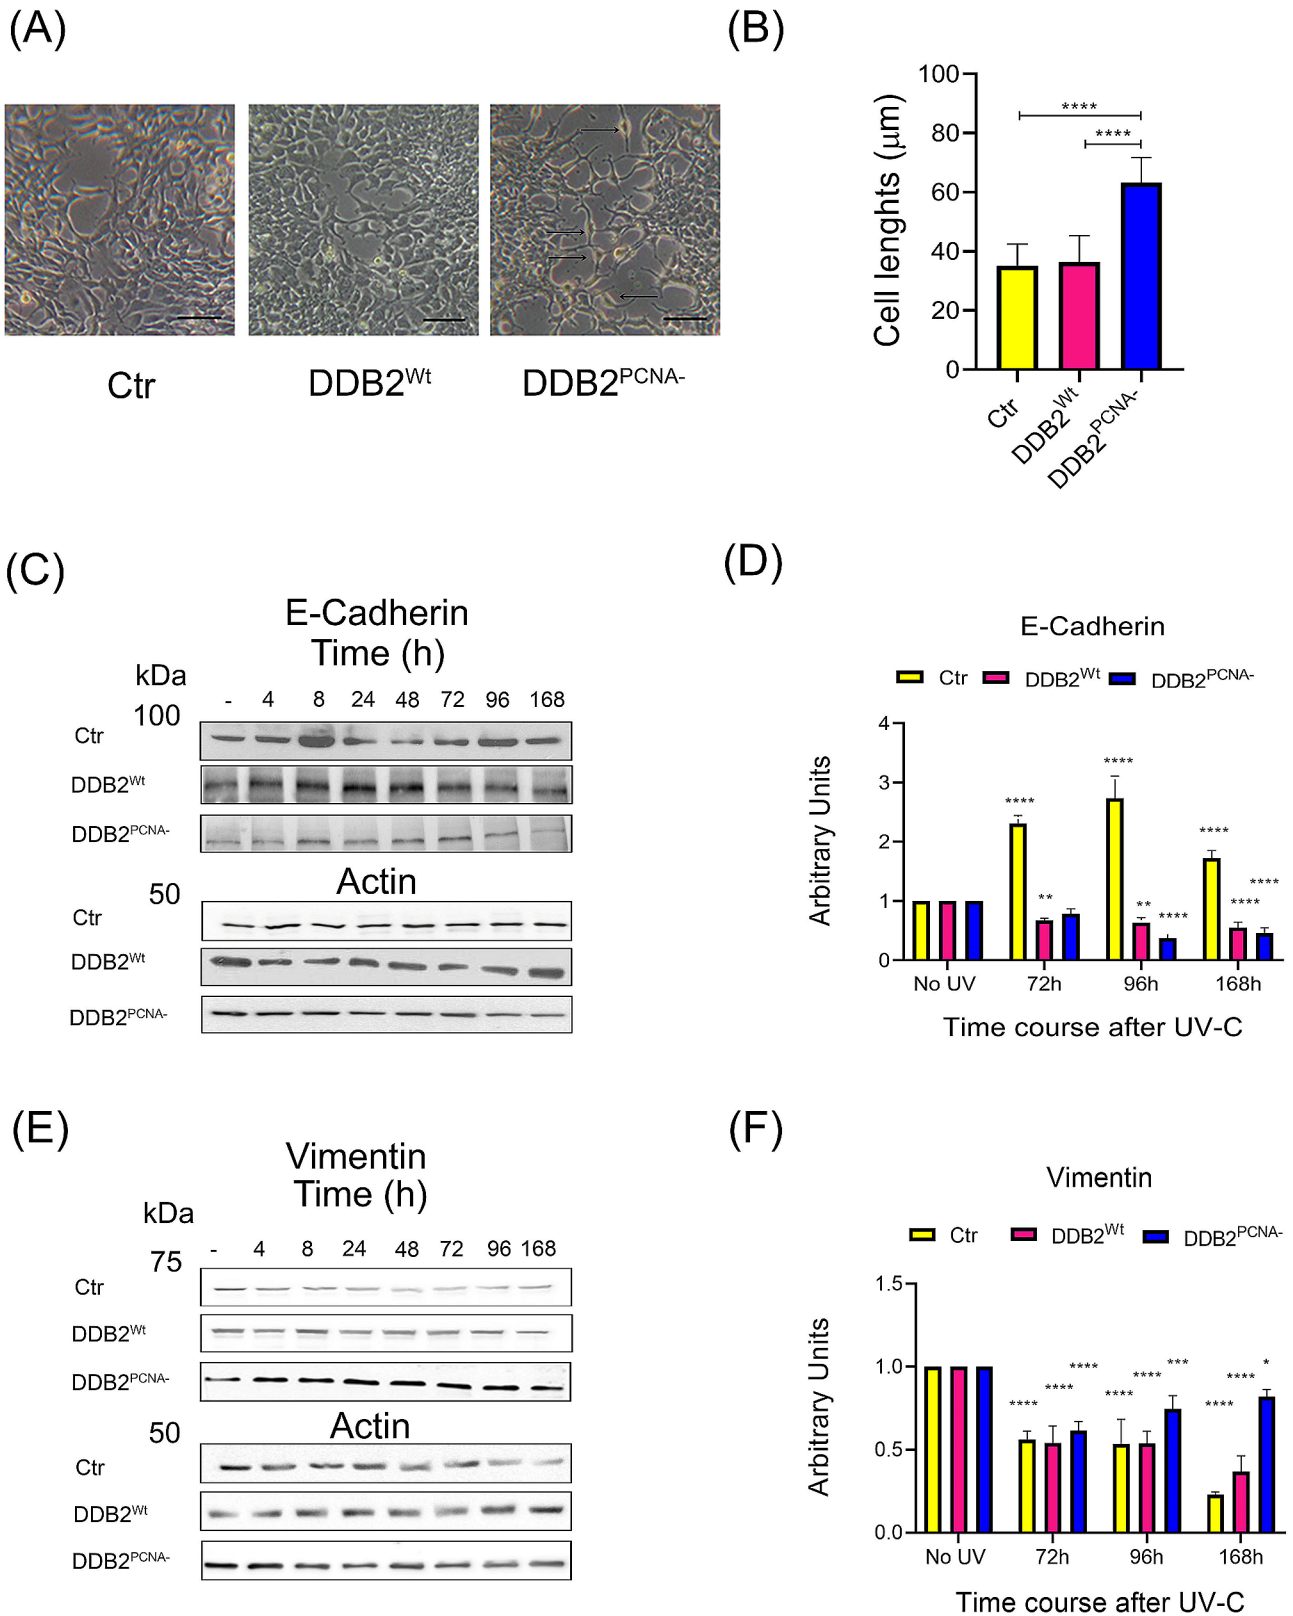 (A)
Ctr
DDB2Wt
DDB2PCNA-
(B)
Cell lenghts (μm)
100
80
60
40
20
0
****
****
Ctr
DDB2Wt
DDB2PCNA-
(C)
E-Cadherin
Time (h)
kDa
- 4 8 24 48 72 96 168
100
Ctr
DDB2Wt
DDB2PCNA-
Actin
50
Ctr
DDB2Wt
DDB2PCNA-
(D)
E-Cadherin
Ctr DDB2Wt DDB2PCNA-
Arbitrary Units
4
3
2
1
0
****
**
****
**
****
****
****
****
No UV 72h 96h 168h
Time course after UV-C
(E)
Vimentin
Time (h)
kDa
- 4 8 24 48 72 96 168
75
Ctr
DDB2Wt
DDB2PCNA-
Actin
50
Ctr
DDB2Wt
DDB2PCNA-
(F)
Vimentin
Ctr DDB2Wt DDB2PCNA-
Arbitrary Units
1.5
1.0
0.5
0.0
****
****
****
****
****
***
****
****
*
No UV 72h 96h 168h
Time course after UV-C